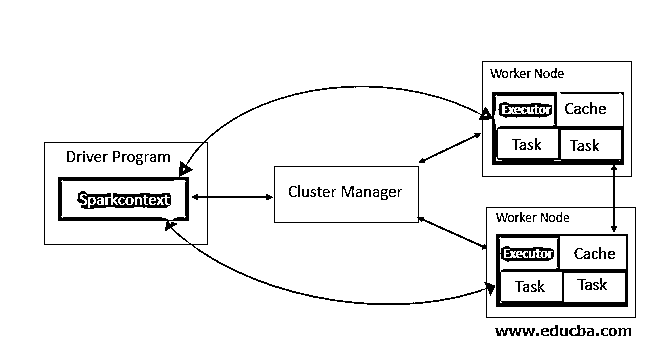 Driver Program
Sparkcontext
Cluster Manager
Worker Node
Executor Cache
Task Task
Worker Node
Executor Cache
Task Task
www.educba.com